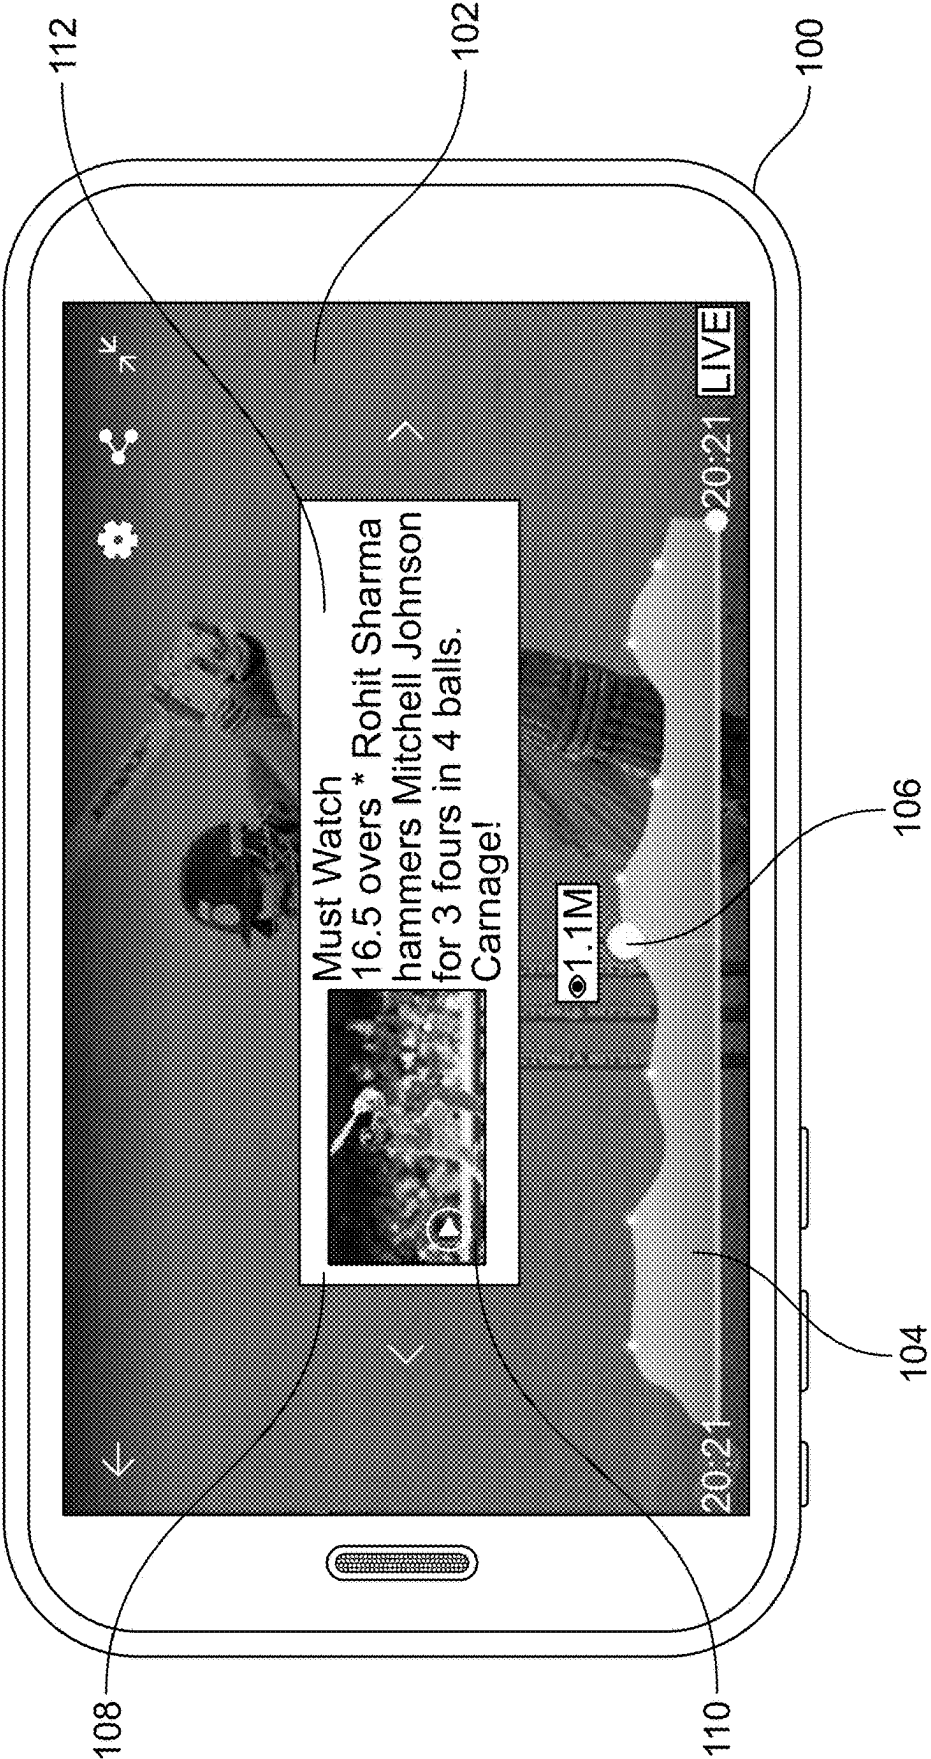 Must Watch
16.5 overs * Rohit Sharma
hammers Mitchell Johnson
for 3 fours in 4 balls.
Carnage!
1.1M
20:21
20:21
LIVE
108
112
110
102
104
106
100